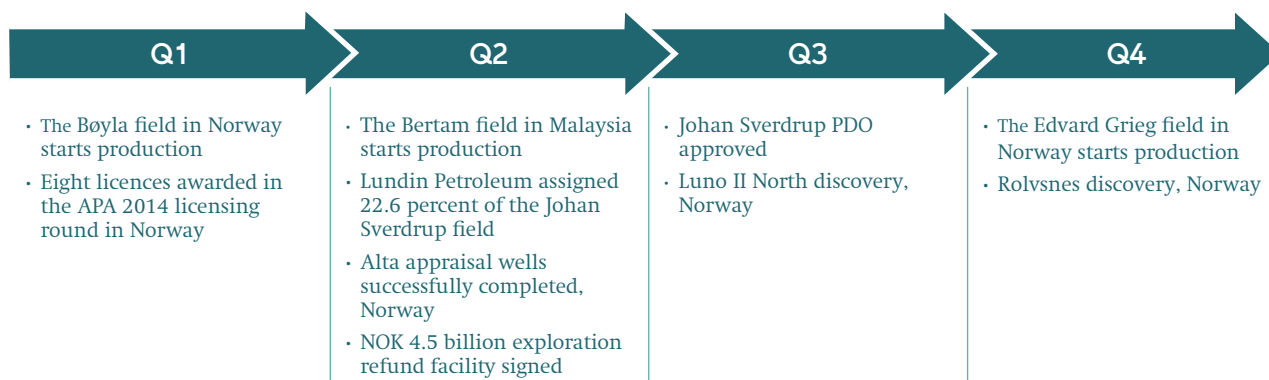 Q1
Q2
Q3
Q4
· The Bøyla field in Norway
starts production
· Eight licences awarded in
the APA 2014 licensing
round in Norway
· The Bertam field in Malaysia
starts production
· Lundin Petroleum assigned
22.6 percent of the Johan
Sverdrup field
· Alta appraisal wells
successfully completed,
Norway
· NOK 4.5 billion exploration
refund facility signed
· Johan Sverdrup PDO
approved
· Luno II North discovery,
Norway
· The Edvard Grieg field in
Norway starts production
· Rolvsnes discovery, Norway